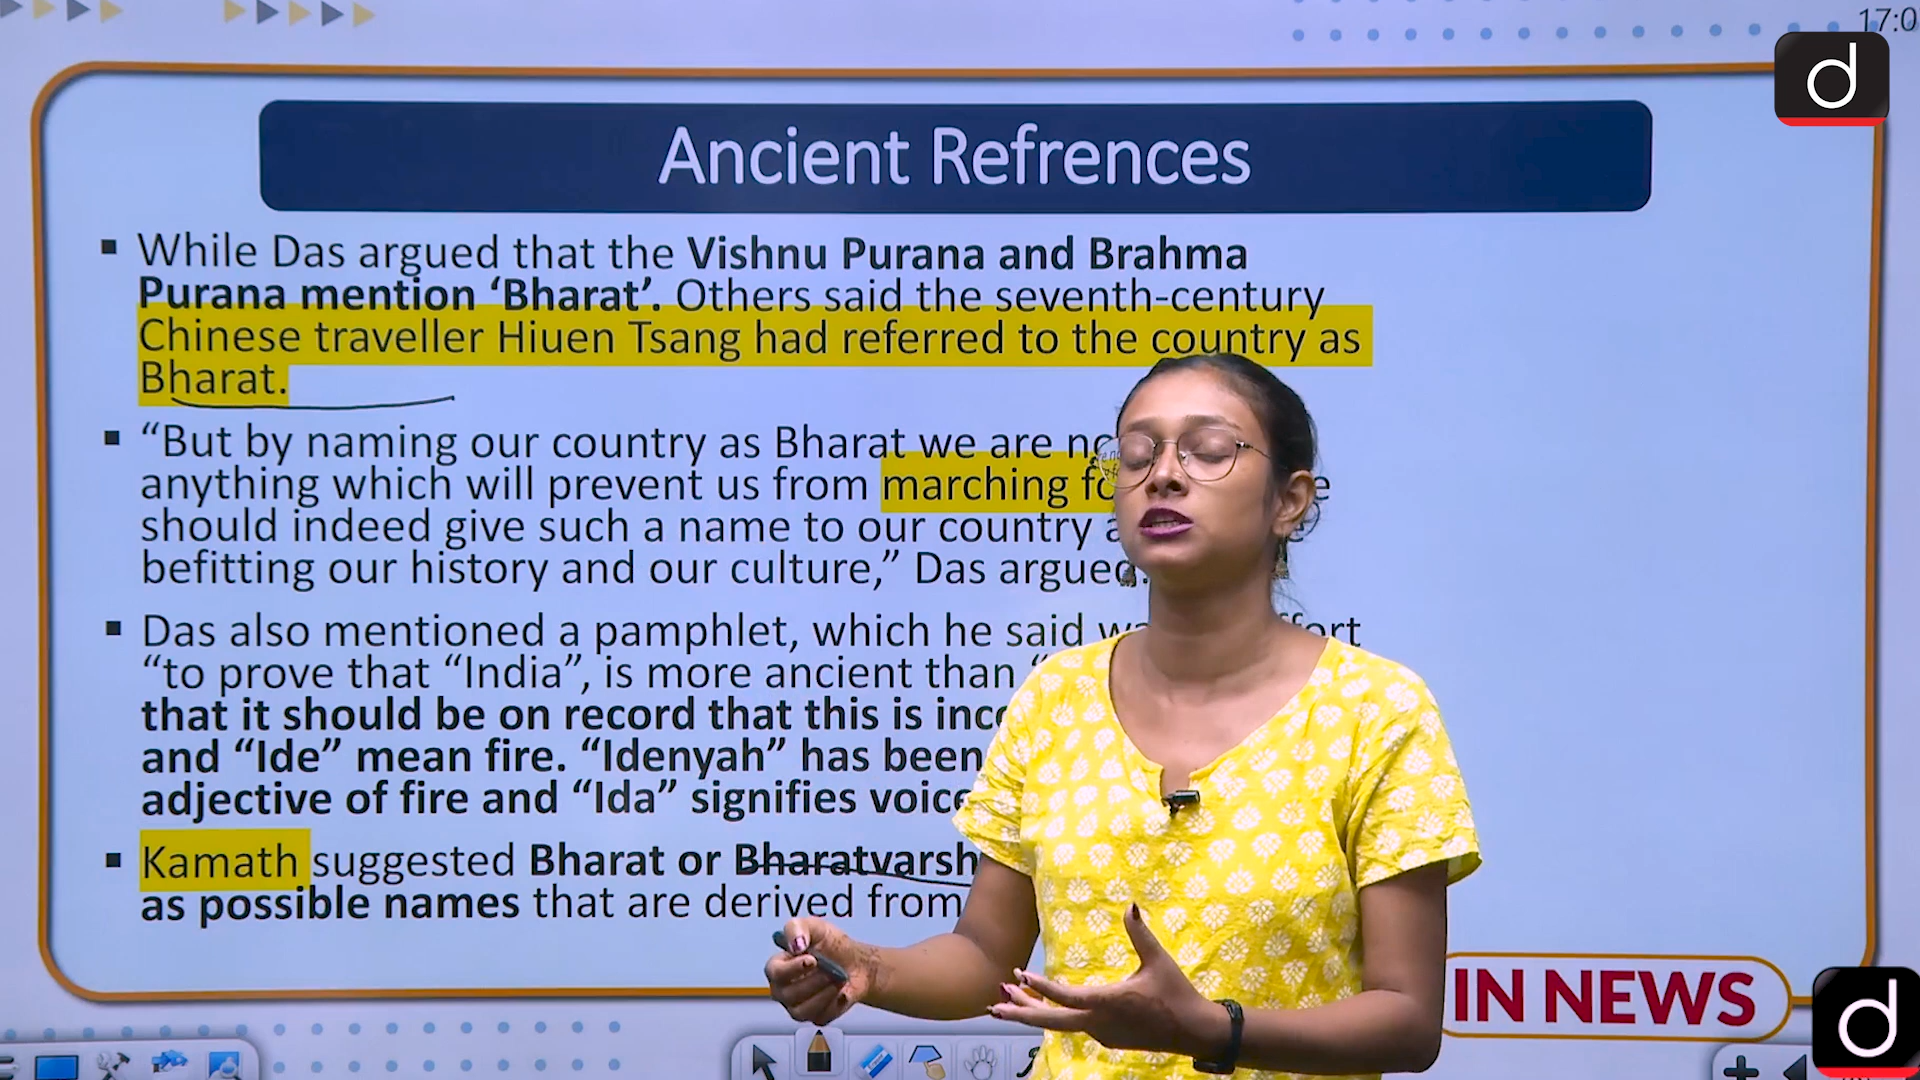 17:0
d
Ancient Refrences
▪ While Das argued that the Vishnu Purana and Brahma
Purana mention ‘Bharat’. Others said the seventh-century
Chinese traveller Hiuen Tsang had referred to the country as
Bharat.
▪ “But by naming our country as Bharat we are
anything which will prevent us from marching
should indeed give such a name to our country
befitting our history and our culture,” Das argued.
▪ Das also mentioned a pamphlet, which he said
“to prove that “India”, is more ancient than
that it should be on record that this is
and “Ide” mean fire. “Idenyah” has been
adjective of fire and “Ida” signifies voice
▪ Kamath suggested Bharat or
as possible names that are derived from
IN NEWS
d